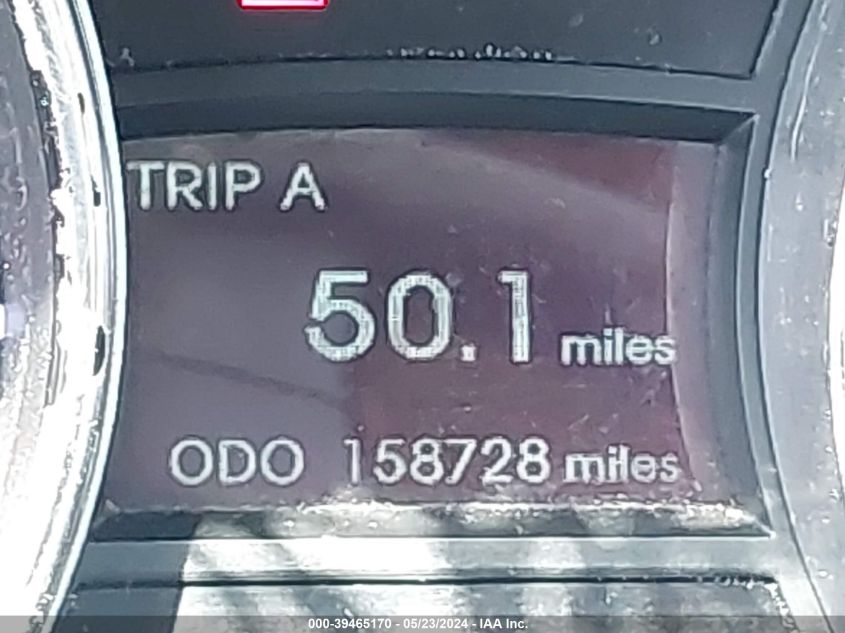 TRIP A
50.1 miles
ODO 158728 miles
000-39465170 - 05/23/2024 - IAA Inc.